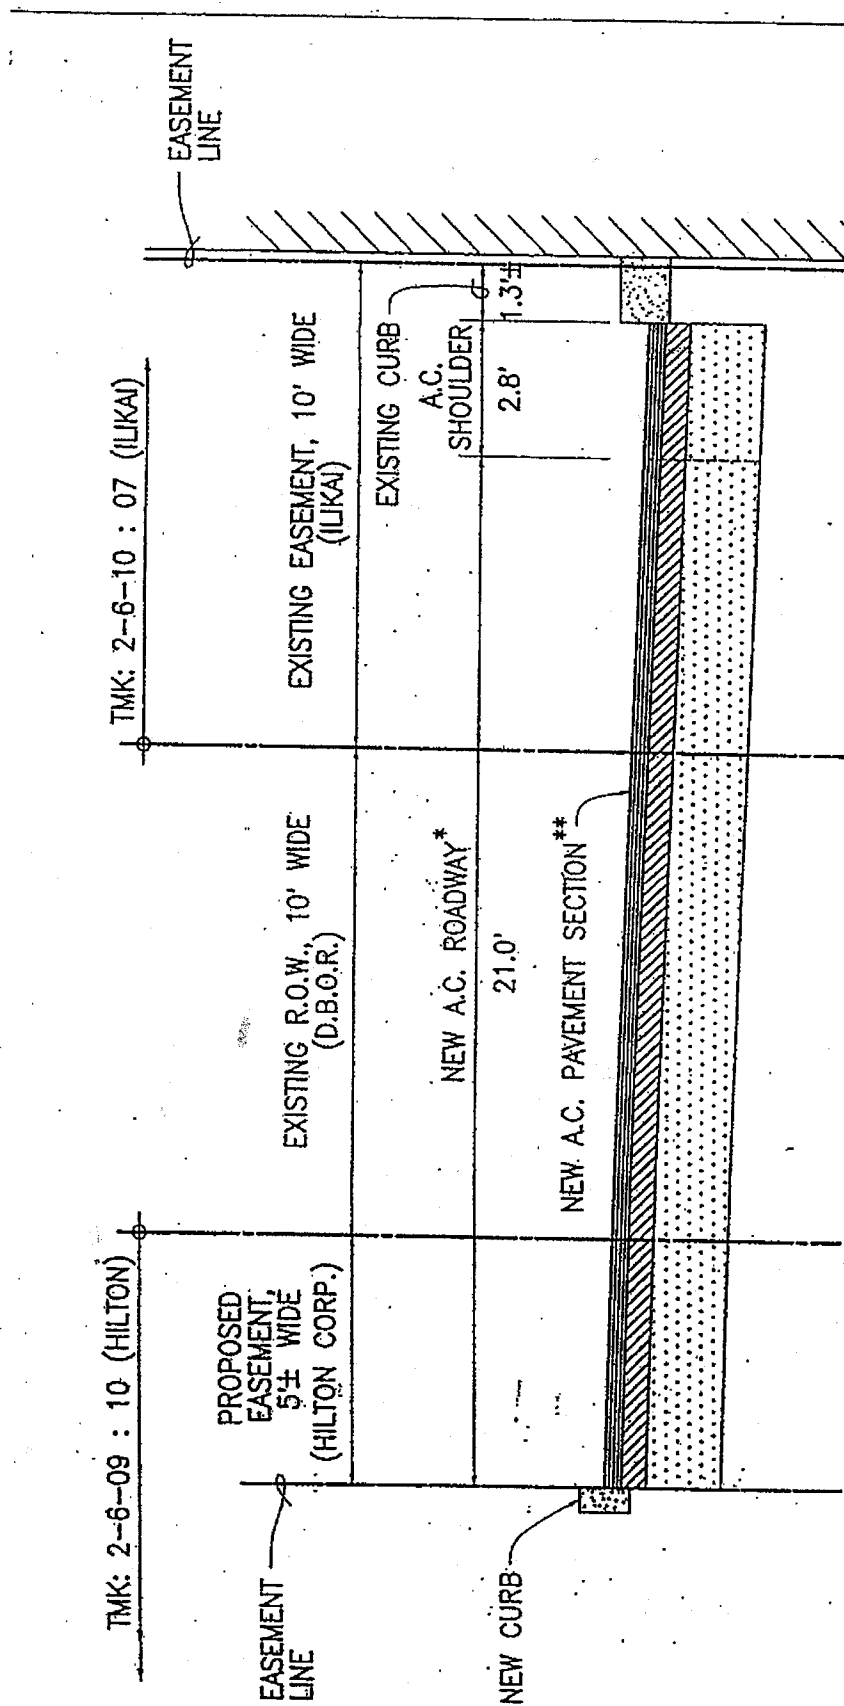 TMK: 2-6-09 : 10 (HILTON)
TMK: 2-6-10 : 07 (ILIKAI)
EASEMENT
LINE
PROPOSED
EASEMENT,
5'± WIDE
(HILTON CORP.)
EXISTING R.O.W., 10' WIDE
(D.B.O.R.)
EXISTING EASEMENT, 10' WIDE
(ILIKAI)
EASEMENT
LINE
NEW A.C. ROADWAY*
21.0'
EXISTING CURB
A.C.
SHOULDER
2.8'
1.3'±
NEW A.C. PAVEMENT SECTION**
NEW CURB